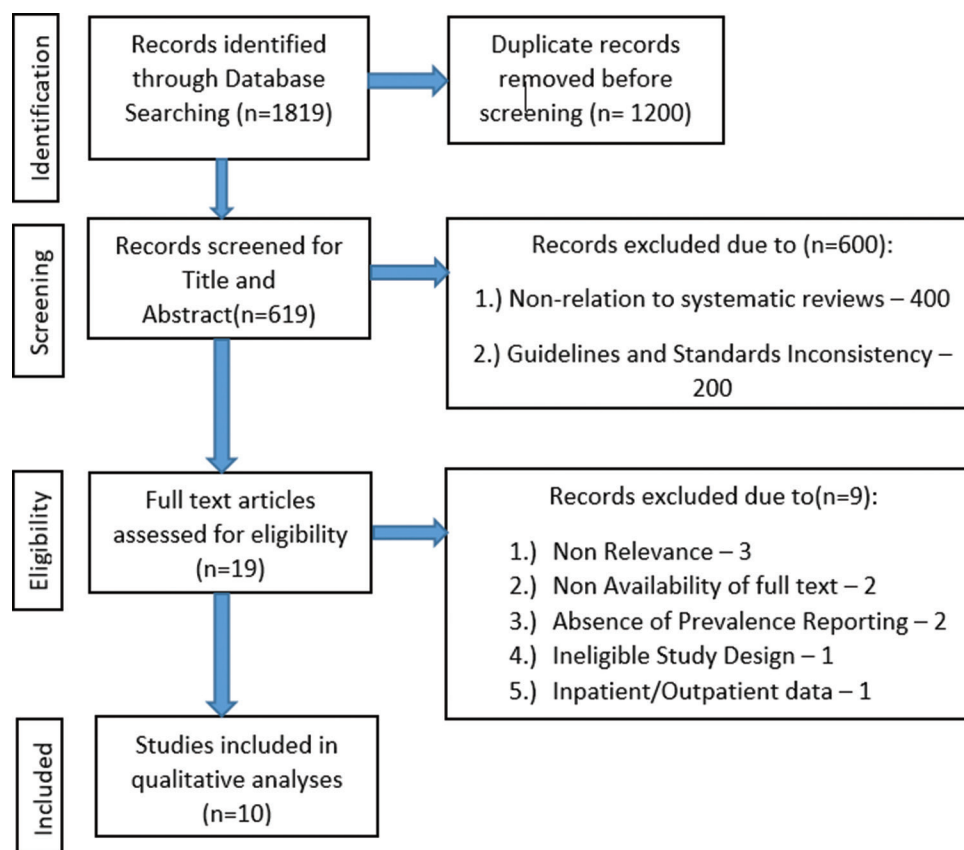 Identification
Records identified
through Database
Searching (n=1819)
Duplicate records
removed before
screening (n= 1200)
Screening
Records screened for
Title and
Abstract(n=619)
Records excluded due to (n=600):
1.) Non-relation to systematic reviews – 400
2.) Guidelines and Standards Inconsistency –
200
Eligibility
Full text articles
assessed for eligibility
(n=19)
Records excluded due to(n=9):
1.) Non Relevance – 3
2.) Non Availability of full text – 2
3.) Absence of Prevalence Reporting – 2
4.) Ineligible Study Design – 1
5.) Inpatient/Outpatient data – 1
Included
Studies included in
qualitative analyses
(n=10)